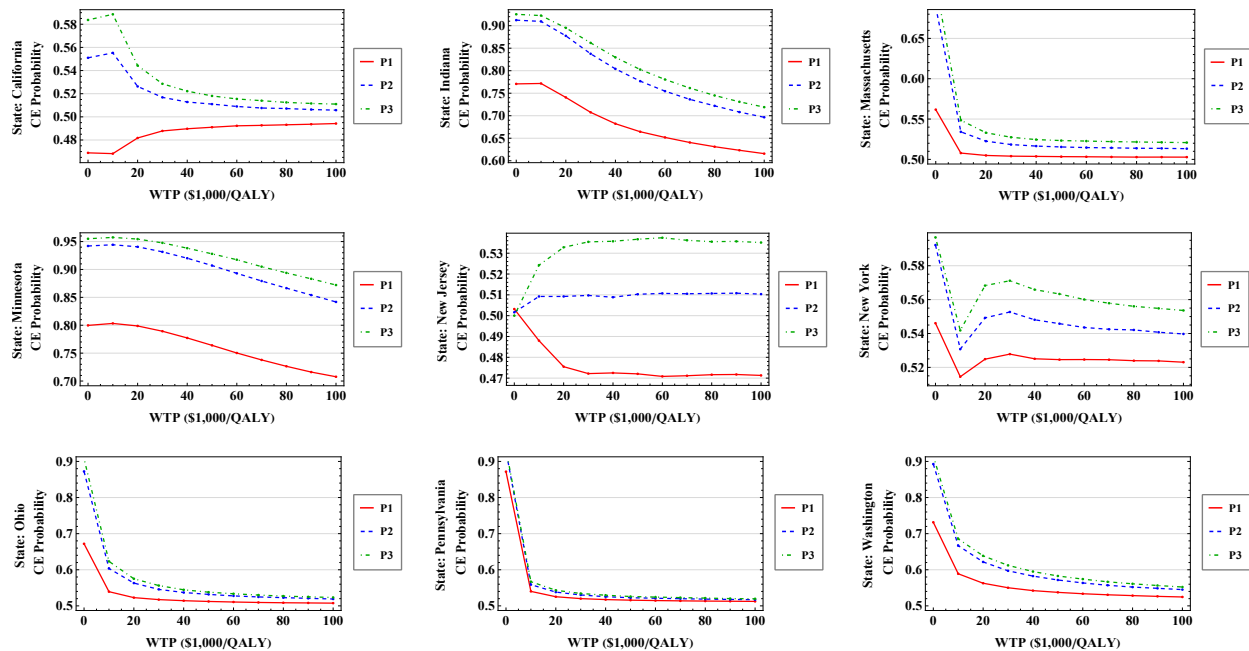 State: California
CE Probability
0.58
0.56
0.54
0.52
0.50
0.48
0 20 40 60 80 100
WTP ($1,000/QALY)
P1
P2
P3
State: Indiana
CE Probability
0.90
0.85
0.80
0.75
0.70
0.65
0.60
0 20 40 60 80 100
WTP ($1,000/QALY)
P1
P2
P3
State: Massachusetts
CE Probability
0.65
0.60
0.55
0.50
0 20 40 60 80 100
WTP ($1,000/QALY)
P1
P2
P3
State: Minnesota
CE Probability
0.95
0.90
0.85
0.80
0.75
0.70
0 20 40 60 80 100
WTP ($1,000/QALY)
P1
P2
P3
State: New Jersey
CE Probability
0.53
0.51
0.50
0.48
0.47
0 20 40 60 80 100
WTP ($1,000/QALY)
P1
P2
P3
State: New York
CE Probability
0.58
0.56
0.54
0.52
0 20 40 60 80 100
WTP ($1,000/QALY)
P1
P2
P3
State: Ohio
CE Probability
0.9
0.8
0.7
0.6
0.5
0 20 40 60 80 100
WTP ($1,000/QALY)
P1
P2
P3
State: Pennsylvania
CE Probability
0.9
0.8
0.7
0.6
0.5
0 20 40 60 80 100
WTP ($1,000/QALY)
P1
P2
P3
State: Washington
CE Probability
0.9
0.8
0.7
0.6
0.5
0 20 40 60 80 100
WTP ($1,000/QALY)
P1
P2
P3